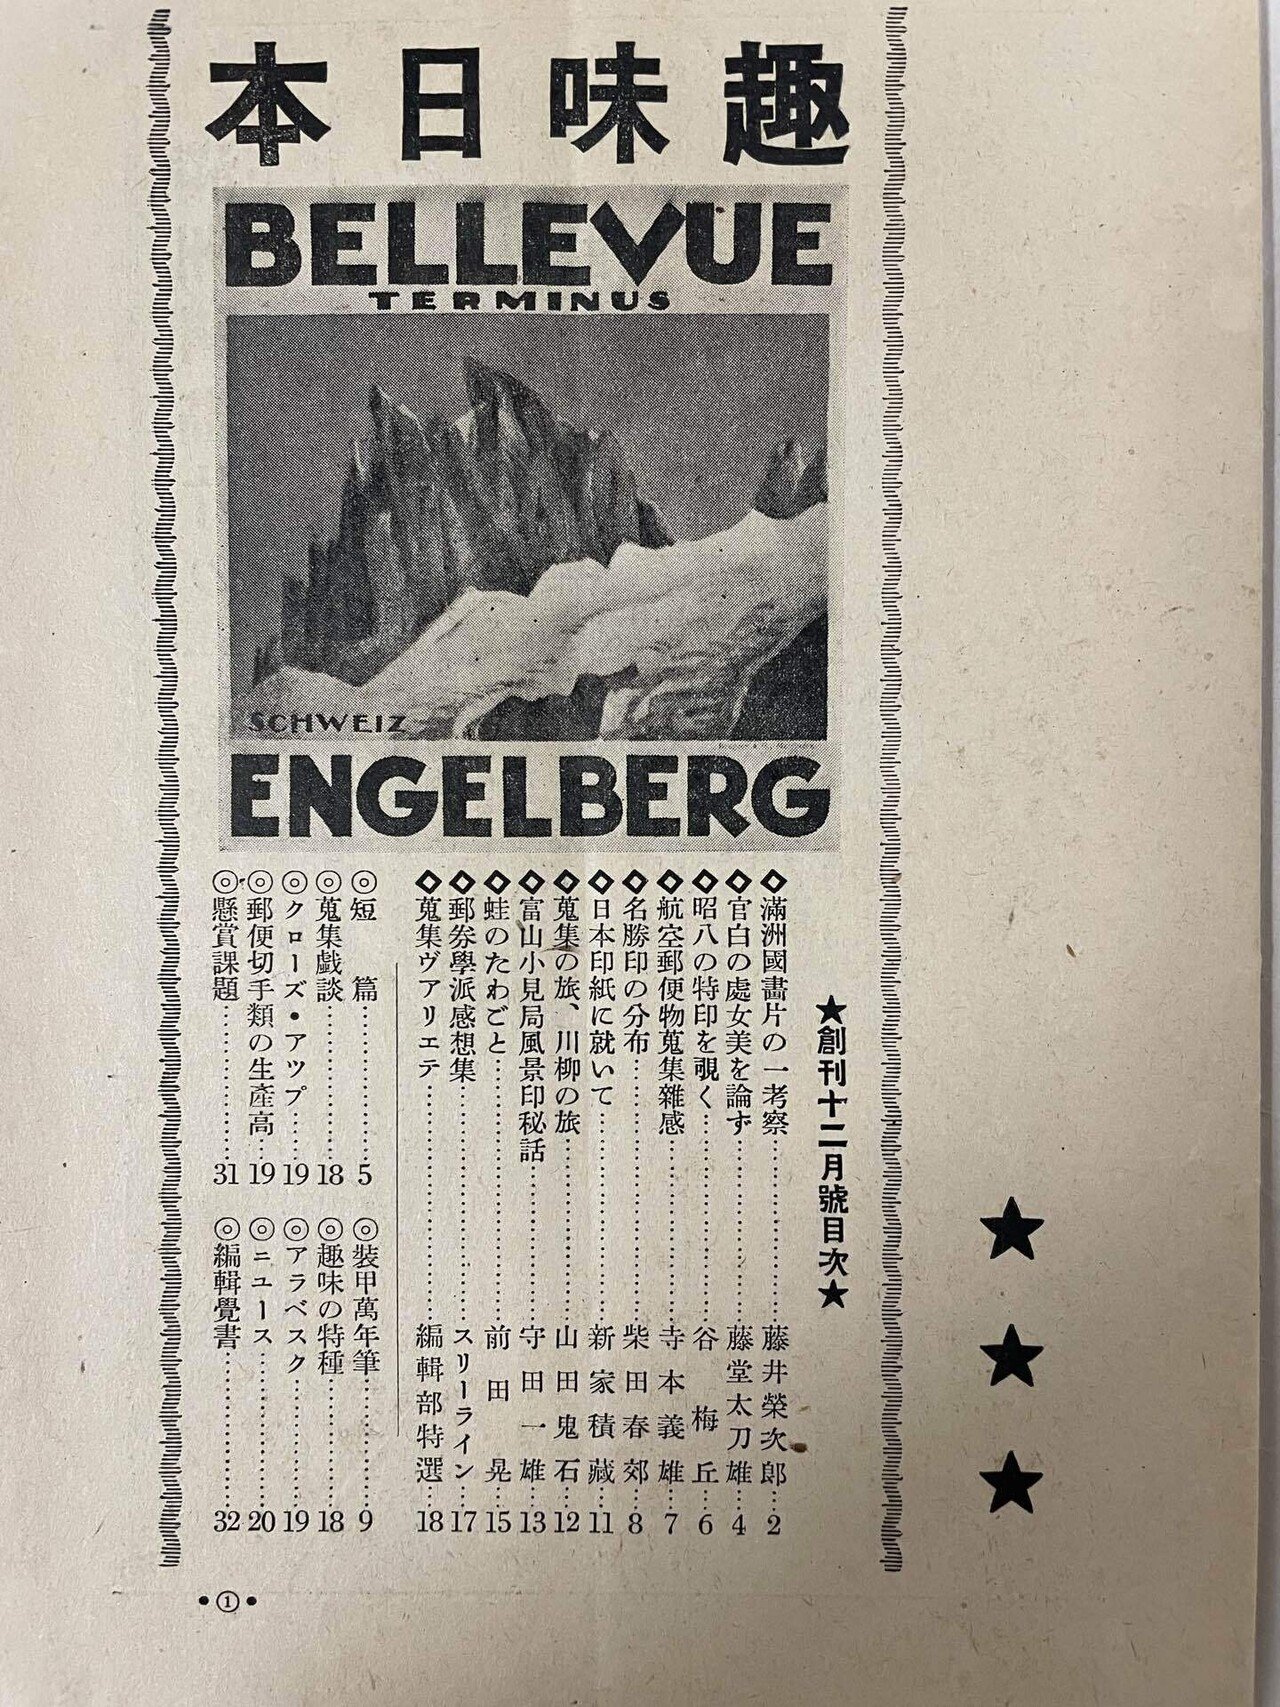 本日味趣
BELLEVUE
TERMINUS
SCHWEIZ
ENGELBERG
★創刊十二月號目次★
◇滿洲國畫片の一考察……藤井榮次郎…2
◇官白の處女美を論ず……藤堂太刀雄…4
◇昭八の特印を覗く……谷梅丘…6
◇航空郵便物蒐集雜感……寺本義雄…7
◇名勝印の分布……柴田春郊…8
◇日本印紙に就いて……新家積藏…11
◇蒐集の旅、川柳の旅……山田鬼石…12
◇富山小見局風景印秘話……守田一雄…13
◇蛙のたわごと……前田晃…15
◇郵券學派感想集……スリーライン…17
◇蒐集ヴアリエテ……編輯部特選…18
◎短篇……5
◎蒐集戲談……18
◎クローズ・アツプ……19
◎郵便切手類の生產高……19
◎懸賞課題……31
◎裝甲萬年筆……9
◎趣味の特種……18
◎アラベスク……19
◎ニユース……20
◎編輯覺書……32
★
★
★
•①•